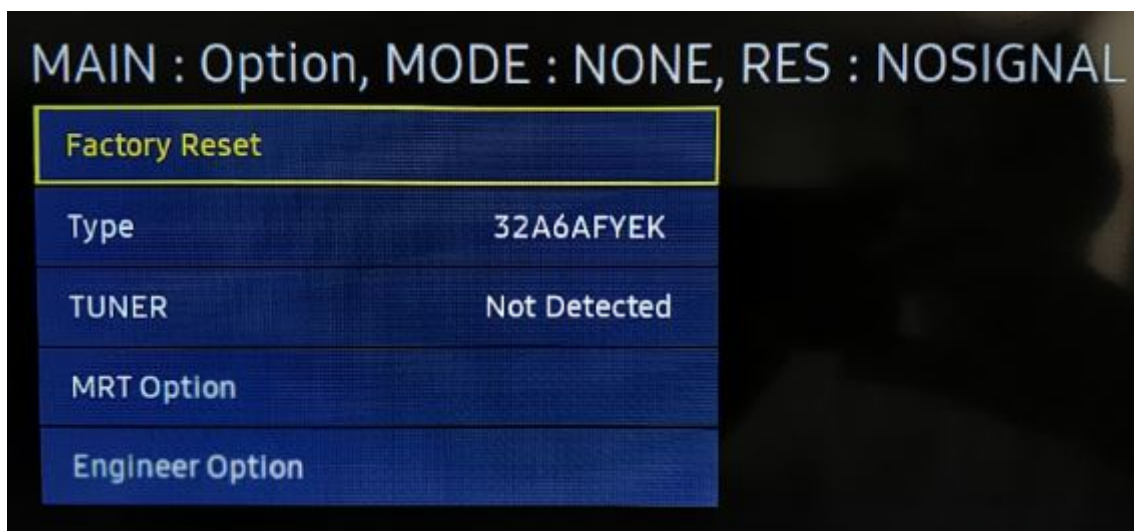 MAIN : Option, MODE : NONE, RES : NOSIGNAL
Factory Reset
Type 32A6AFYEK
TUNER Not Detected
MRT Option
Engineer Option